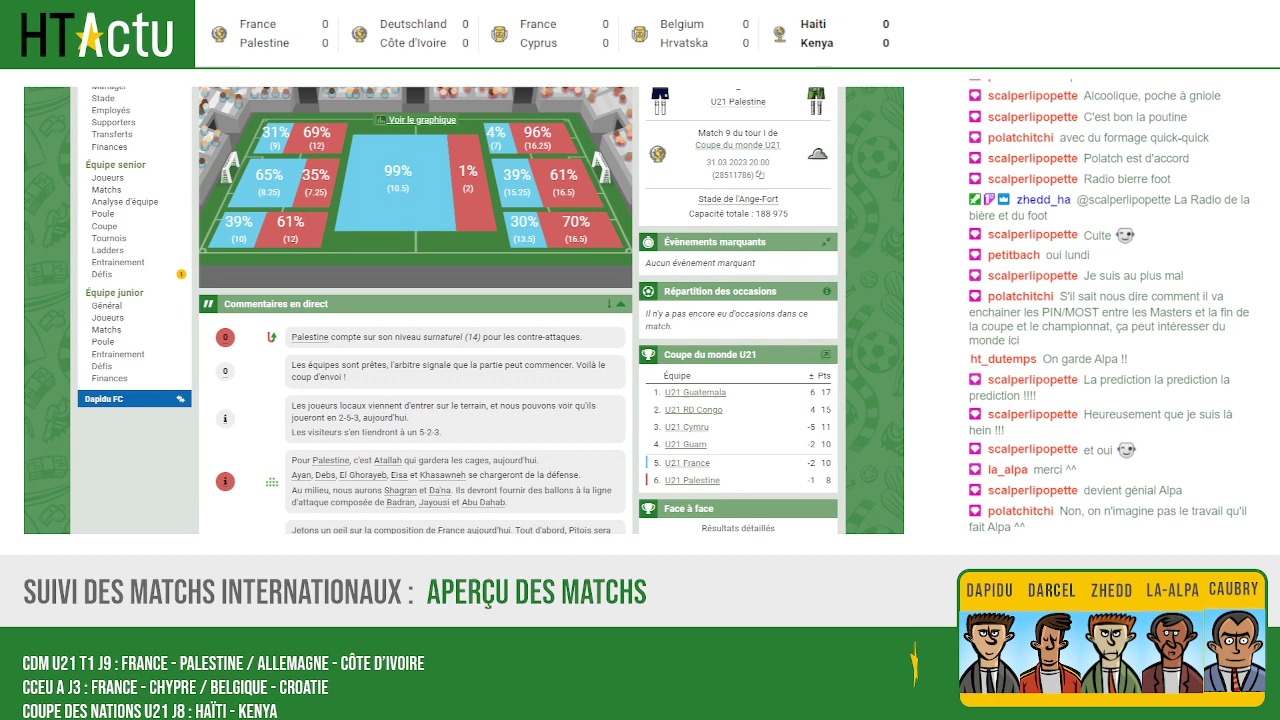 HTActu
France 0
Palestine 0
Deutschland 0
Côte d'Ivoire 0
France 0
Cyprus 0
Belgium 0
Hrvatska 0
Haiti 0
Kenya 0
Manager
Stade
Employés
Supporters
Transferts
Finances
Équipe senior
Joueurs
Matchs
Analyse d'équipe
Poule
Coupe
Tournois
Ladders
Entrainement
Défis 1
Équipe junior
Général
Joueurs
Matchs
Poule
Entrainement
Défis
Finances
Dapidu FC
Voir le graphique
31% 69% 4% 96%
(9) (12) (7) (16.25)
99% 1%
(10.5) (2)
65% 35% 39% 61%
(8.25) (7.25) (15.25) (16.5)
39% 61% 30% 70%
(10) (12) (13.5) (16.5)
Commentaires en direct
0 Palestine compte sur son niveau surnaturel (14) pour les contre-attaques.
0 Les équipes sont prêtes, l'arbitre signale que la partie peut commencer. Voilà le
coup d'envoi !
Les joueurs locaux viennent d'entrer sur le terrain, et nous pouvons voir qu'ils
joueront en 2-5-3, aujourd'hui.
Les visiteurs s'en tiendront à un 5-2-3.
Pour Palestine, c'est Atallah qui gardera les cages, aujourd'hui.
Ayan, Debs, El Ghorayeb, Eisa et Khasawneh se chargeront de la défense.
Au milieu, nous aurons Shagran et Da'na. Ils devront fournir des ballons à la ligne
d'attaque composée de Badran, Jayousi et Abu Dahab.
Jetons un oeil sur la composition de France aujourd'hui. Tout d'abord, Pitois sera
U21 Palestine
Match 9 du tour I de
Coupe du monde U21
31.03.2023 20:00
(28511786)
Stade de l'Ange-Fort
Capacité totale : 188 975
Évènements marquants
Aucun évènement marquant
Répartition des occasions
Il n'y a pas encore eu d'occasions dans ce
match.
Coupe du monde U21
Équipe ± Pts
1. U21 Guatemala 6 17
2. U21 RD Congo 4 15
3. U21 Cymru -5 11
4. U21 Guam -2 10
5. U21 France -2 10
6. U21 Palestine -1 8
Face à face
Résultats détaillés
scalperlipopette Alcoolique, poche à gniole
scalperlipopette C'est bon la poutine
polatchitchi avec du formage quick-quick
scalperlipopette Polatch est d'accord
scalperlipopette Radio bierre foot
zhedd_ha @scalperlipopette La Radio de la
bière et du foot
scalperlipopette Culte
petitbach oui lundi
scalperlipopette Je suis au plus mal
polatchitchi S'il sait nous dire comment il va
enchainer les PIN/MOST entre les Masters et la fin de
la coupe et le championnat, ça peut intéresser du
monde ici
ht_dutemps On garde Alpa !!
scalperlipopette La prediction la prediction la
prediction !!!!
scalperlipopette Heureusement que je suis là
hein !!!
scalperlipopette et oui
la_alpa merci ^^
scalperlipopette devient génial Alpa
polatchitchi Non, on n'imagine pas le travail qu'il
fait Alpa ^^
SUIVI DES MATCHS INTERNATIONAUX : APERÇU DES MATCHS
DAPIDU DARCEL ZHEDD LA-ALPA CAUBRY
CDM U21 T1 J9 : FRANCE - PALESTINE / ALLEMAGNE - CÔTE D'IVOIRE
CCEU A J3 : FRANCE - CHYPRE / BELGIQUE - CROATIE
COUPE DES NATIONS U21 J8 : HAÏTI - KENYA